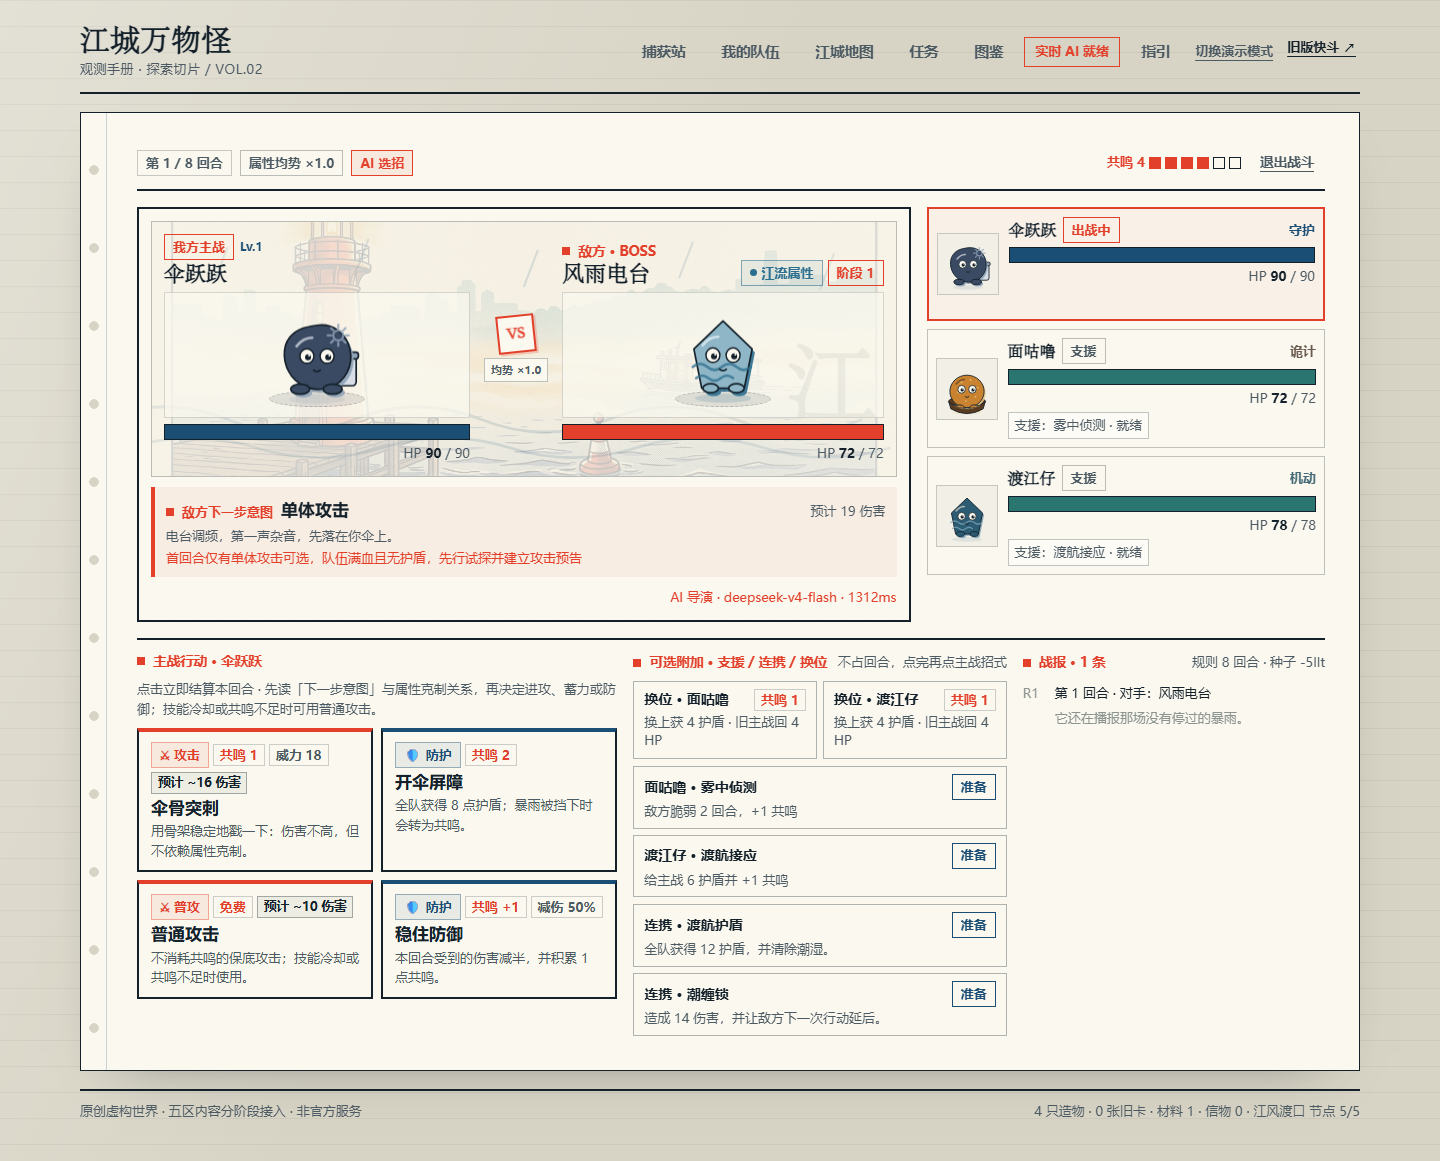 江城万物怪
观测手册 · 探索切片 / VOL.02
捕获站 我的队伍 江城地图 任务 图鉴 实时 AI 就绪 指引 切换演示模式 旧版快斗 ↗
第 1 / 8 回合 属性均势 ×1.0 AI 选招
共鸣 4 退出战斗
我方主战 Lv.1
伞跃跃
敌方 • BOSS
风雨电台 江流属性 阶段 1
VS
均势 ×1.0
江
HP 90 / 90
HP 72 / 72
敌方下一步意图 单体攻击 预计 19 伤害
电台调频，第一声杂音，先落在你伞上。
首回合仅有单体攻击可选，队伍满血且无护盾，先行试探并建立攻击预告
AI 导演 · deepseek-v4-flash · 1312ms
伞跃跃 出战中 守护
HP 90 / 90
面咕噜 支援 诡计
HP 72 / 72
支援：雾中侦测 · 就绪
渡江仔 支援 机动
HP 78 / 78
支援：渡航接应 · 就绪
主战行动 • 伞跃跃
点击立即结算本回合 · 先读「下一步意图」与属性克制关系，再决定进攻、蓄力或防
御；技能冷却或共鸣不足时可用普通攻击。
⚔ 攻击 共鸣 1 威力 18
预计 ~16 伤害
伞骨突刺
用骨架稳定地戳一下：伤害不高，但
不依赖属性克制。
防护 共鸣 2
开伞屏障
全队获得 8 点护盾；暴雨被挡下时
会转为共鸣。
⚔ 普攻 免费 预计 ~10 伤害
普通攻击
不消耗共鸣的保底攻击；技能冷却或
共鸣不足时使用。
防护 共鸣 +1 减伤 50%
稳住防御
本回合受到的伤害减半，并积累 1
点共鸣。
可选附加 • 支援 / 连携 / 换位 不占回合，点完再点主战招式
换位 • 面咕噜 共鸣 1
换上获 4 护盾 · 旧主战回 4
HP
换位 • 渡江仔 共鸣 1
换上获 4 护盾 · 旧主战回 4
HP
面咕噜 • 雾中侦测 准备
敌方脆弱 2 回合，+1 共鸣
渡江仔 • 渡航接应 准备
给主战 6 护盾并 +1 共鸣
连携 • 渡航护盾 准备
全队获得 12 护盾，并清除潮湿。
连携 • 潮缠锁 准备
造成 14 伤害，并让敌方下一次行动延后。
战报 • 1 条 规则 8 回合 · 种子 -5llt
R1 第 1 回合 · 对手：风雨电台
它还在播报那场没有停过的暴雨。
原创虚构世界 · 五区内容分阶段接入 · 非官方服务
4 只造物 · 0 张旧卡 · 材料 1 · 信物 0 · 江风渡口 节点 5/5